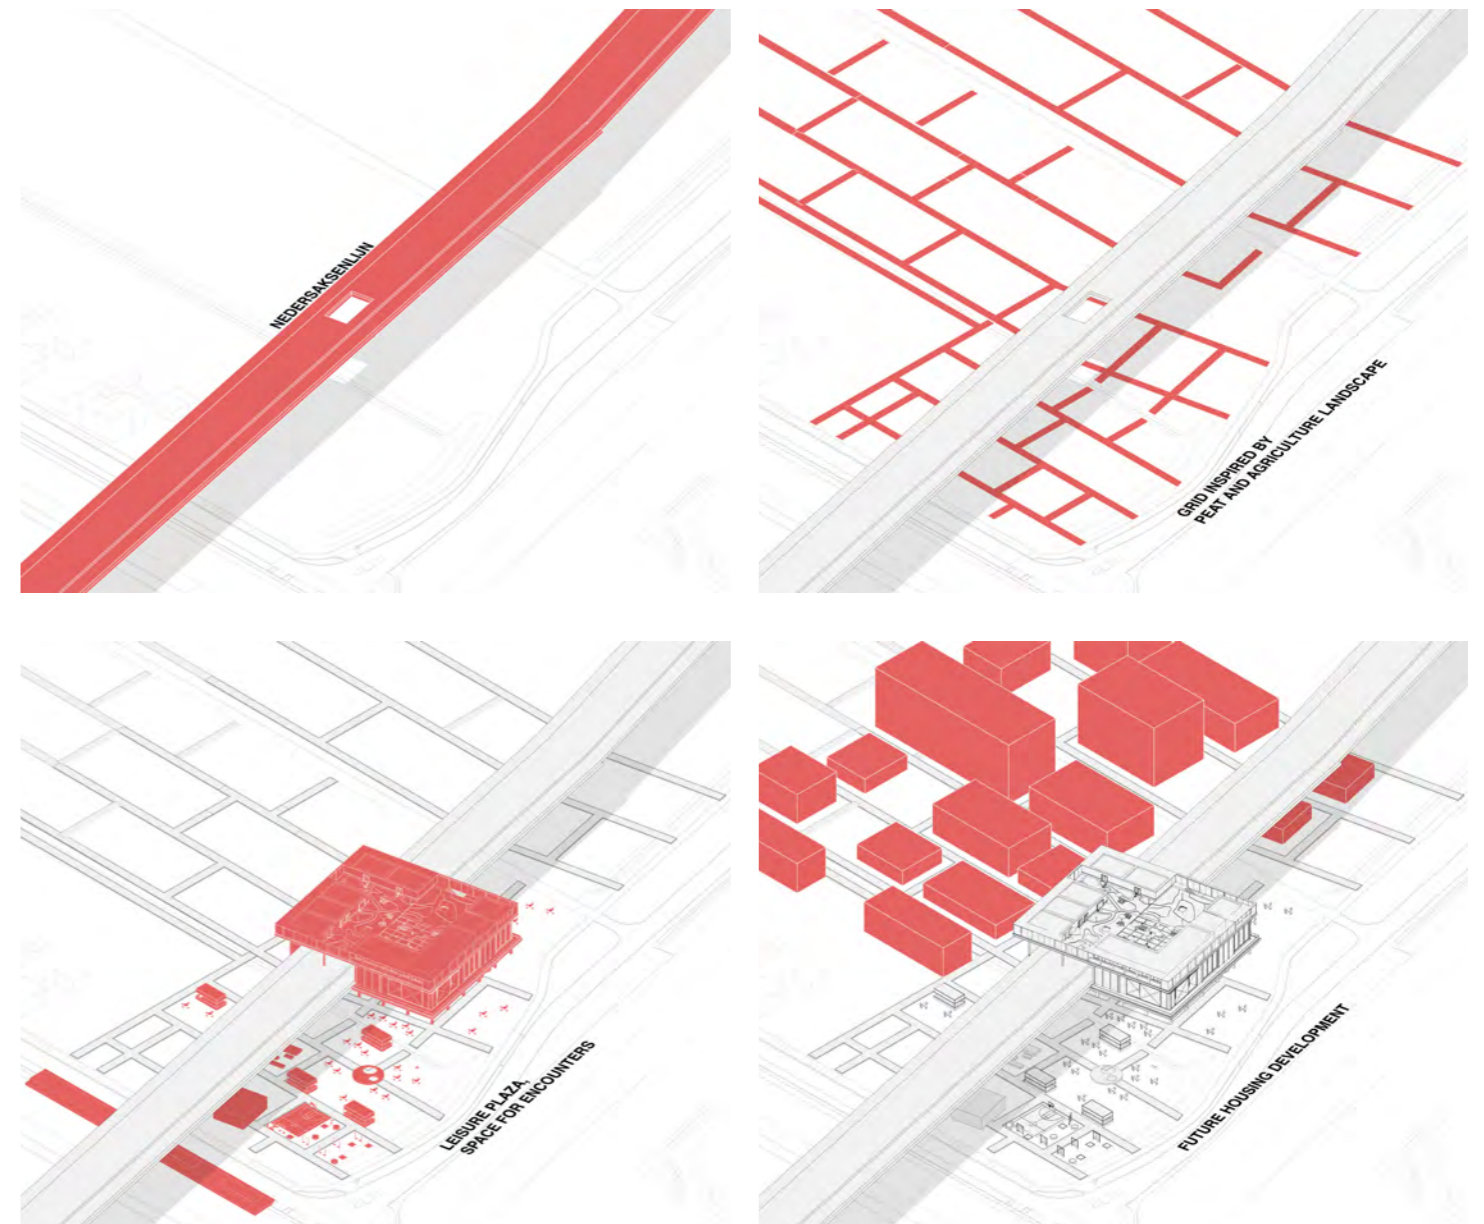 NEDERSAKSENLIJN
GRID INSPIRED BY
PEAT AND AGRICULTURE LANDSCAPE
LEISURE PLAZA,
SPACE FOR ENCOUNTERS
FUTURE HOUSING DEVELOPMENT